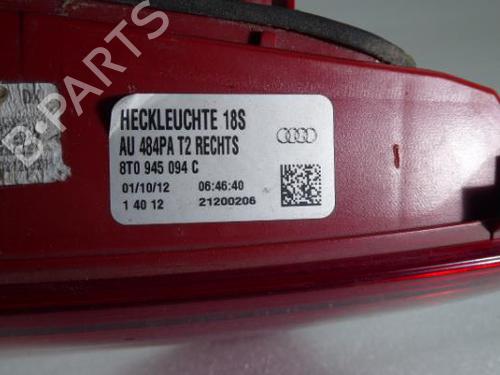 HECKLEUCHTE 18S
AU 484PA T2 RECHTS
8T0 945 094 C
01/10/12 06:46:40
1 40 12 21200206
B-PARTS